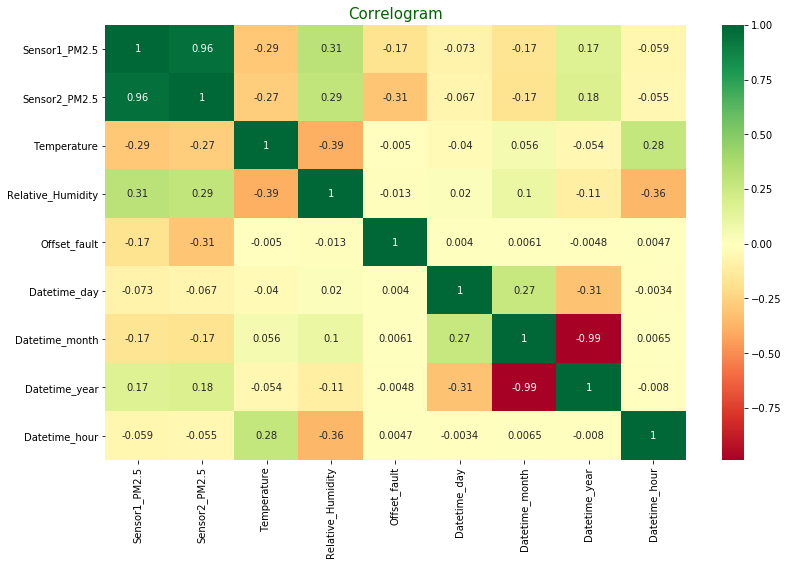 Correlogram
Sensor1_PM2.5 1 0.96 -0.29 0.31 -0.17 -0.073 -0.17 0.17 -0.059
Sensor2_PM2.5 0.96 1 -0.27 0.29 -0.31 -0.067 -0.17 0.18 -0.055
Temperature -0.29 -0.27 1 -0.39 -0.005 -0.04 0.056 -0.054 0.28
Relative_Humidity 0.31 0.29 -0.39 1 -0.013 0.02 0.1 -0.11 -0.36
Offset_fault -0.17 -0.31 -0.005 -0.013 1 0.004 0.0061 -0.0048 0.0047
Datetime_day -0.073 -0.067 -0.04 0.02 0.004 1 0.27 -0.31 -0.0034
Datetime_month -0.17 -0.17 0.056 0.1 0.0061 0.27 1 -0.99 0.0065
Datetime_year 0.17 0.18 -0.054 -0.11 -0.0048 -0.31 -0.99 1 -0.008
Datetime_hour -0.059 -0.055 0.28 -0.36 0.0047 -0.0034 0.0065 -0.008 1
Sensor1_PM2.5
Sensor2_PM2.5
Temperature
Relative_Humidity
Offset_fault
Datetime_day
Datetime_month
Datetime_year
Datetime_hour
1.00
0.75
0.50
0.25
0.00
−0.25
−0.50
−0.75